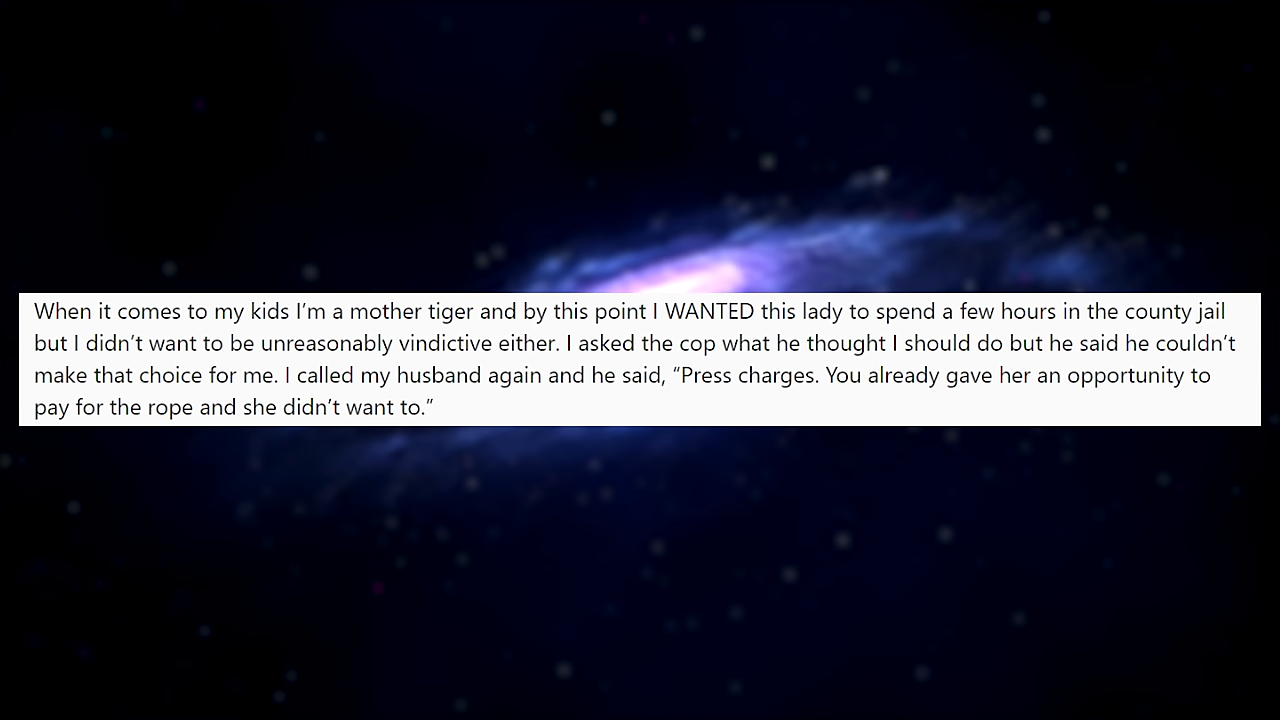 When it comes to my kids I’m a mother tiger and by this point I WANTED this lady to spend a few hours in the county jail
but I didn’t want to be unreasonably vindictive either. I asked the cop what he thought I should do but he said he couldn’t
make that choice for me. I called my husband again and he said, “Press charges. You already gave her an opportunity to
pay for the rope and she didn’t want to.”